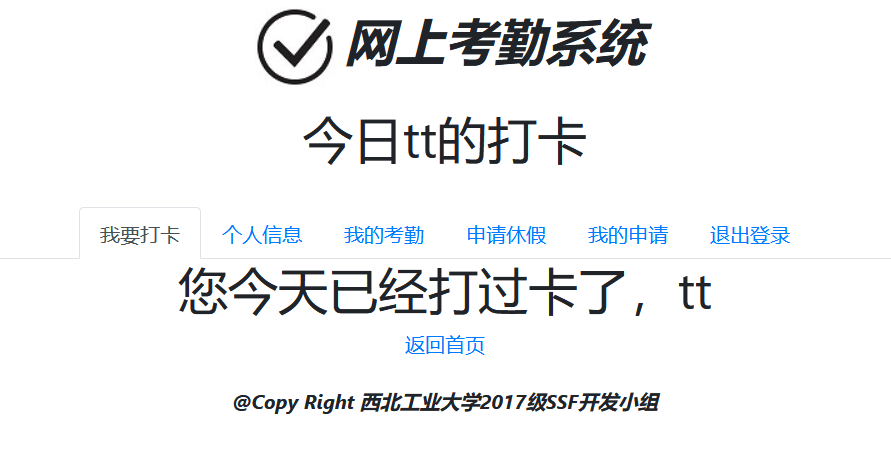 网上考勤系统
今日tt的打卡
我要打卡 个人信息 我的考勤 申请休假 我的申请 退出登录
您今天已经打过卡了，tt
返回首页
@Copy Right 西北工业大学2017级SSF开发小组